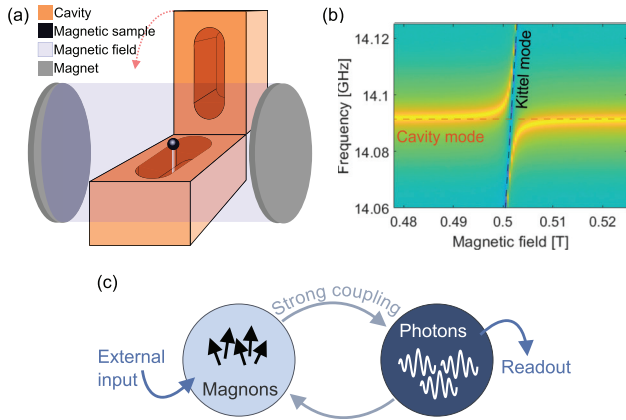 (a)
Cavity
Magnetic sample
Magnetic field
Magnet
(b)
Frequency [GHz]
14.12
14.1
14.08
14.06
Cavity mode
Kittel mode
0.48
0.49
0.5
0.51
0.52
Magnetic field [T]
(c)
External
input
Magnons
Strong coupling
Photons
Readout